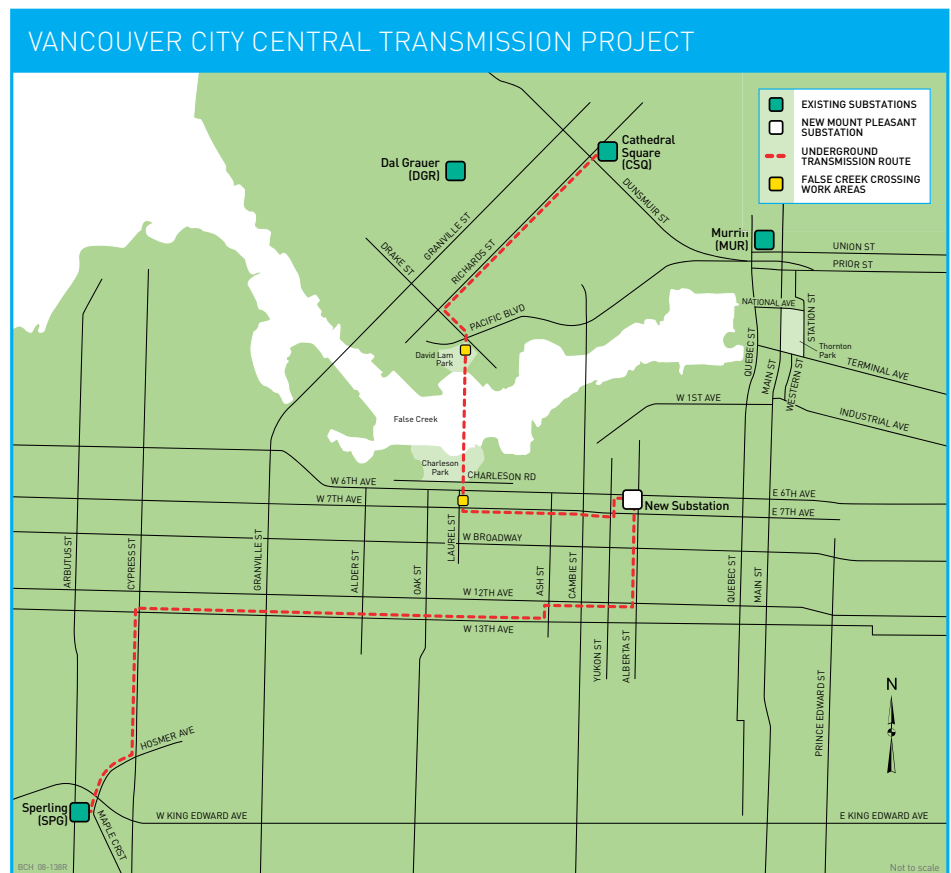 VANCOUVER CITY CENTRAL TRANSMISSION PROJECT
EXISTING SUBSTATIONS
NEW MOUNT PLEASANT
SUBSTATION
UNDERGROUND
TRANSMISSION ROUTE
FALSE CREEK CROSSING
WORK AREAS
Cathedral
Square
(CSQ)
Dal Grauer
(DGR)
DUNSMUIR ST
Murrin
(MUR)
UNION ST
PRIOR ST
GRANVILLE ST
DRAKE ST
RICHARDS ST
PACIFIC BLVD
NATIONAL AVE
STATION ST
QUEBEC ST
MAIN ST
WESTERN ST
Thornton
Park
TERMINAL AVE
INDUSTRIAL AVE
David Lam
Park
W 1ST AVE
False Creek
Charleson
Park
CHARLESON RD
W 6TH AVE
E 6TH AVE
W 7TH AVE
New Substation
E 7TH AVE
W BROADWAY
LAUREL ST
ARBUTUS ST
CYPRESS ST
GRANVILLE ST
ALDER ST
OAK ST
ASH ST
CAMBIE ST
QUEBEC ST
MAIN ST
W 12TH AVE
W 13TH AVE
YUKON ST
ALBERTA ST
PRINCE EDWARD ST
N
HOSMER AVE
Sperling
(SPG)
MAPLE CRST
W KING EDWARD AVE
E KING EDWARD AVE
BCH 08-138R
Not to scale